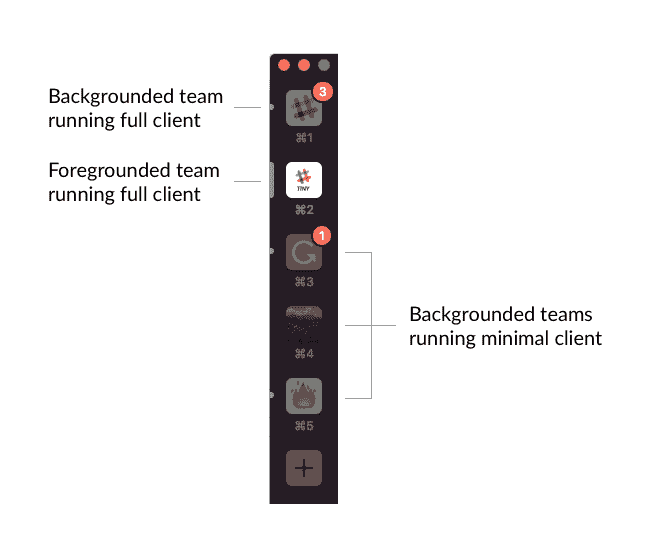 Backgrounded team
running full client
3
⌘1
Foregrounded team
running full client
TINY
⌘2
1
⌘3
Backgrounded teams
running minimal client
⌘4
⌘5